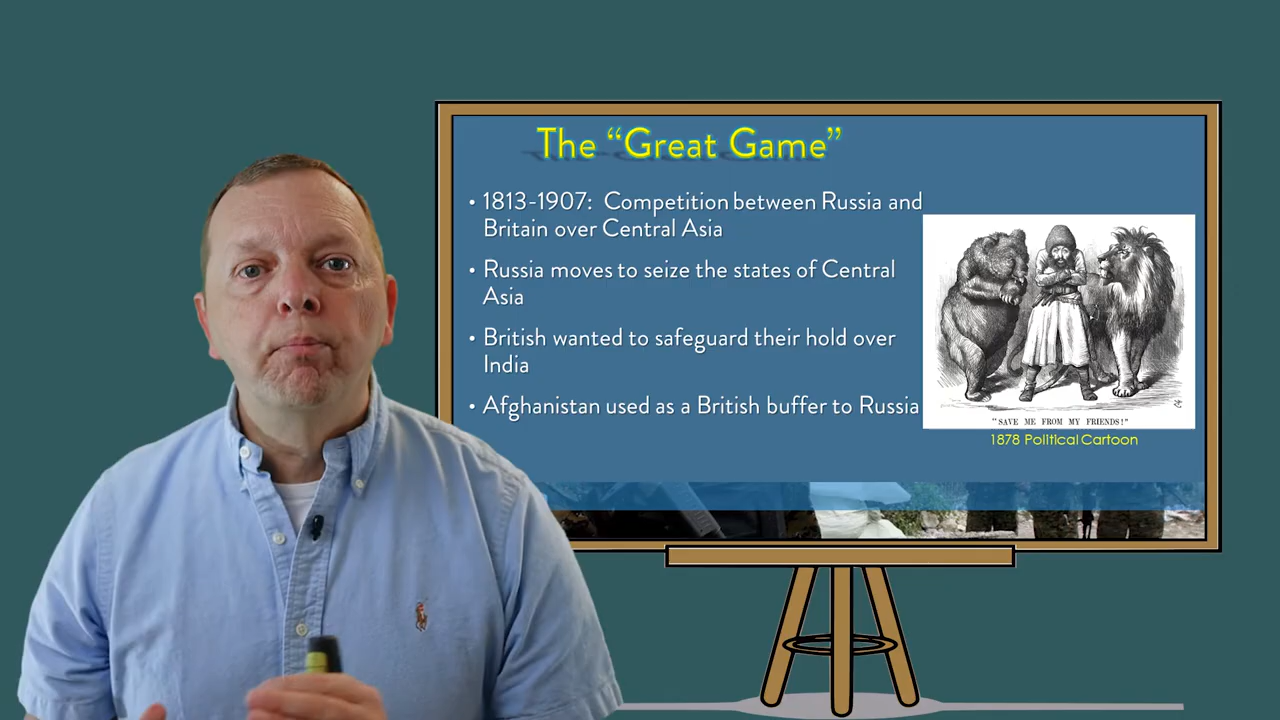 The “Great Game”
• 1813-1907: Competition between Russia and
Britain over Central Asia
• Russia moves to seize the states of Central
Asia
• British wanted to safeguard their hold over
India
• Afghanistan used as a British buffer to Russia
"SAVE ME FROM MY FRIENDS!"
1878 Political Cartoon